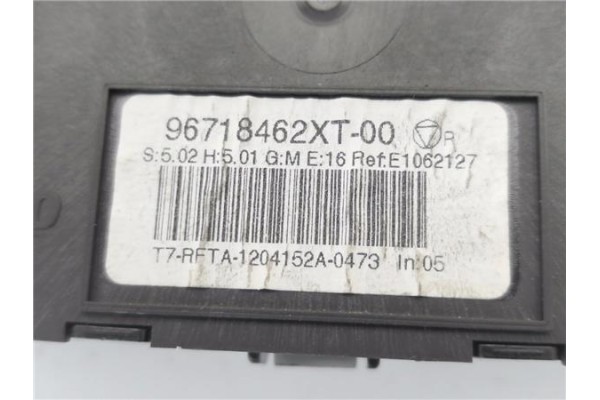 96718462XT-00 R
S:5.02 H:5.01 G:M E:16 Ref:E1062127
T7-RFTA-1204152A-0473 In:05